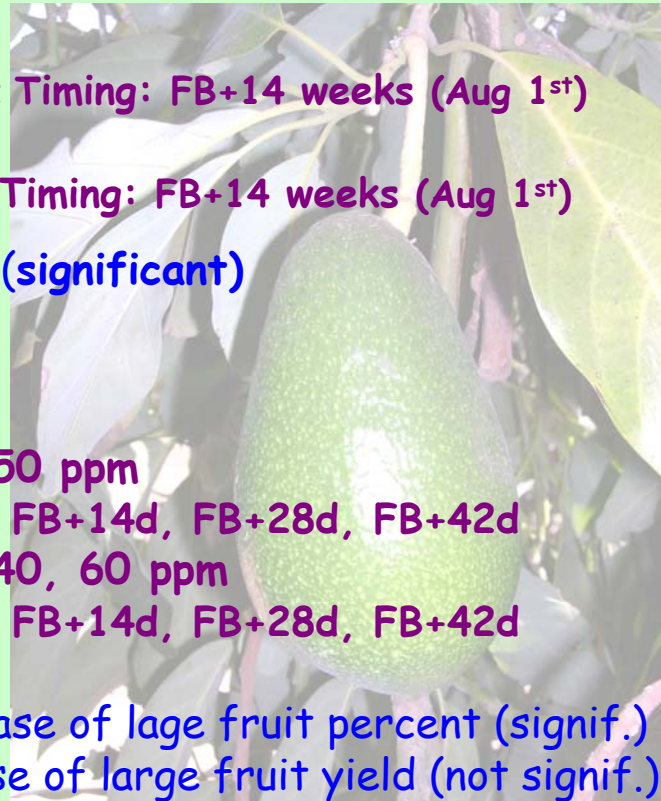 Timing: FB+14 weeks (Aug 1st)
Timing: FB+14 weeks (Aug 1st)
(significant)
50 ppm
FB+14d, FB+28d, FB+42d
40, 60 ppm
FB+14d, FB+28d, FB+42d
ase of lage fruit percent (signif.)
se of large fruit yield (not signif.)